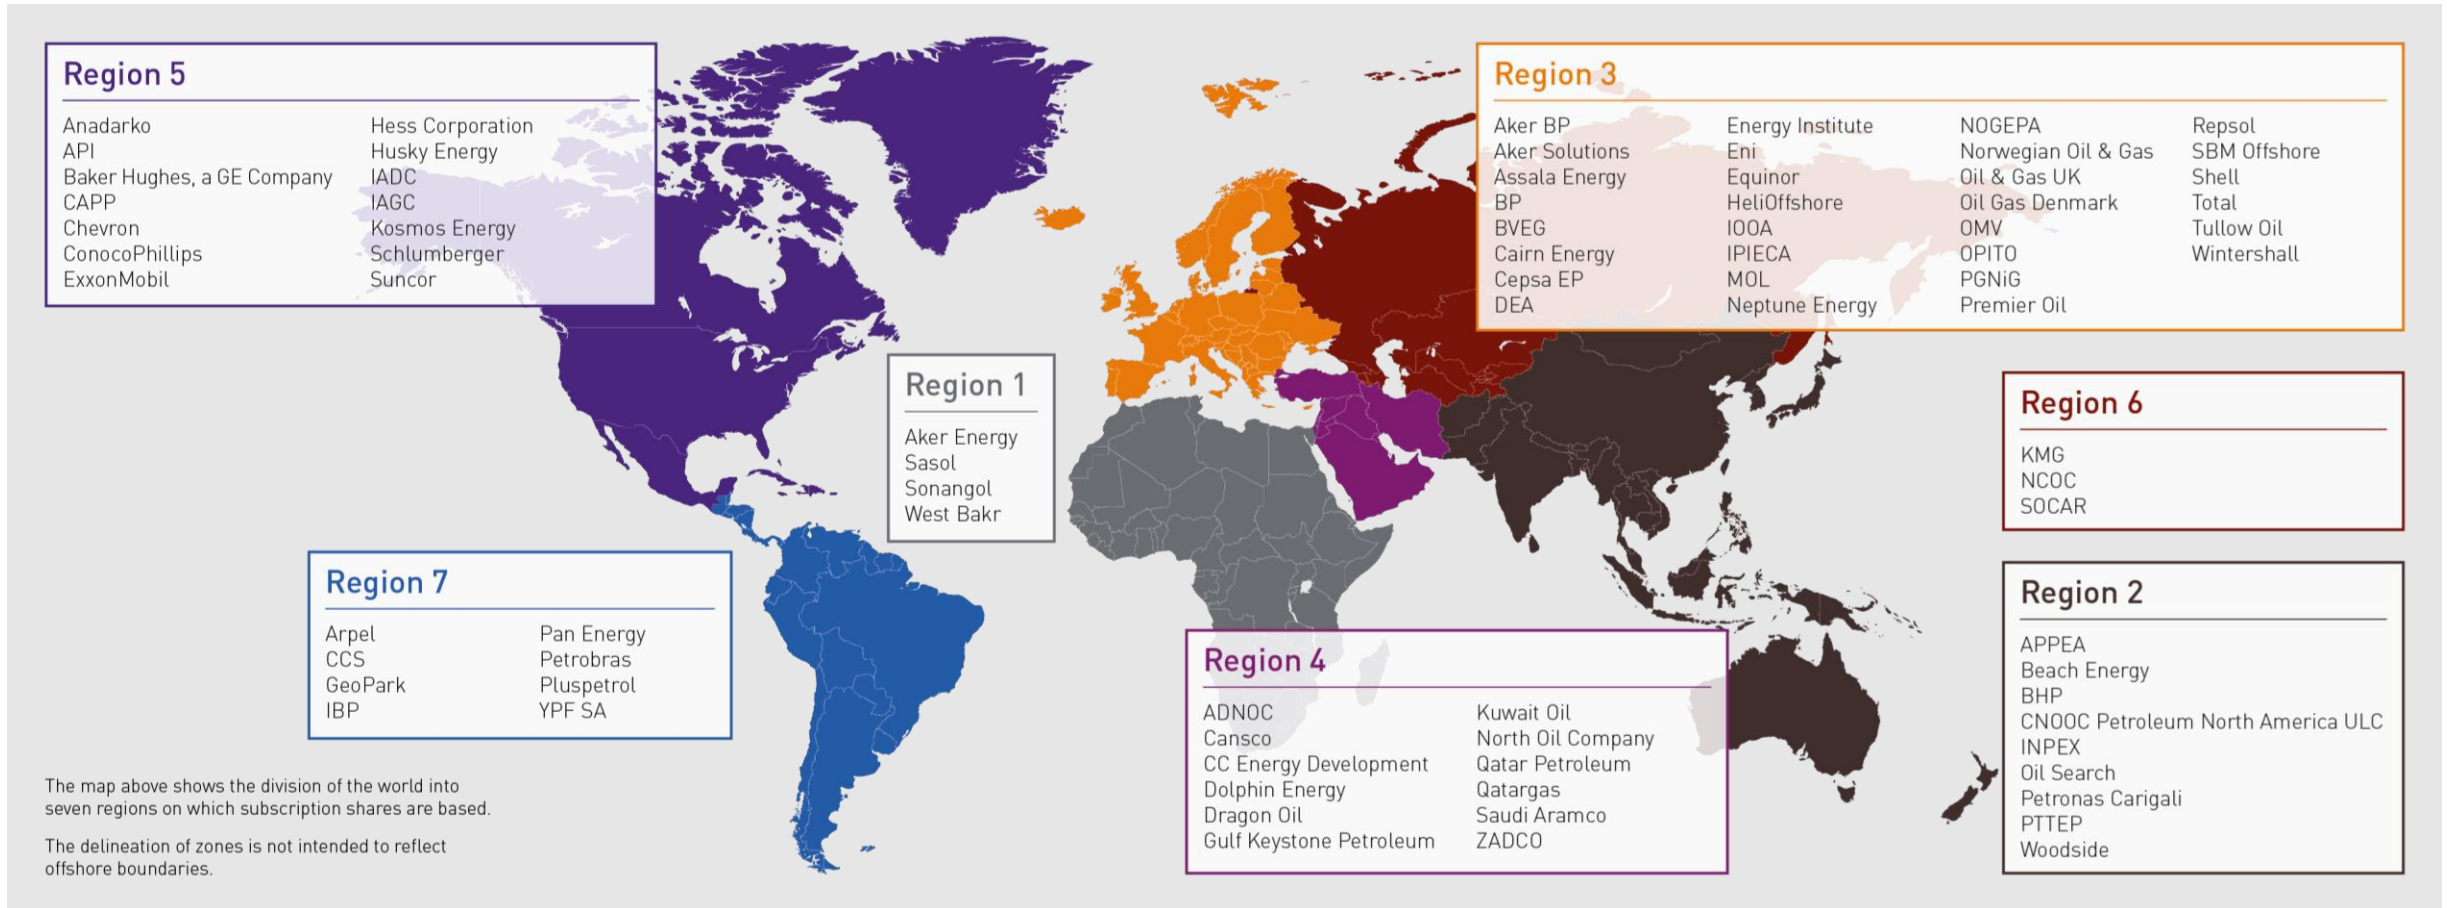 Region 5
Anadarko
API
Baker Hughes, a GE Company
CAPP
Chevron
ConocoPhillips
ExxonMobil
Hess Corporation
Husky Energy
IADC
IAGC
Kosmos Energy
Schlumberger
Suncor
Region 3
Aker BP
Aker Solutions
Assala Energy
BP
BVEG
Cairn Energy
Cepsa EP
DEA
Energy Institute
Eni
Equinor
HeliOffshore
IOOA
IPIECA
MOL
Neptune Energy
NOGEPA
Norwegian Oil & Gas
Oil & Gas UK
Oil Gas Denmark
OMV
OPITO
PGNiG
Premier Oil
Repsol
SBM Offshore
Shell
Total
Tullow Oil
Wintershall
Region 1
Aker Energy
Sasol
Sonangol
West Bakr
Region 6
KMG
NCOC
SOCAR
Region 7
Arpel
CCS
GeoPark
IBP
Pan Energy
Petrobras
Pluspetrol
YPF SA
Region 4
ADNOC
Cansco
CC Energy Development
Dolphin Energy
Dragon Oil
Gulf Keystone Petroleum
Kuwait Oil
North Oil Company
Qatar Petroleum
Qatargas
Saudi Aramco
ZADCO
Region 2
APPEA
Beach Energy
BHP
CNOOC Petroleum North America ULC
INPEX
Oil Search
Petronas Carigali
PTTEP
Woodside
The map above shows the division of the world into
seven regions on which subscription shares are based.
The delineation of zones is not intended to reflect
offshore boundaries.